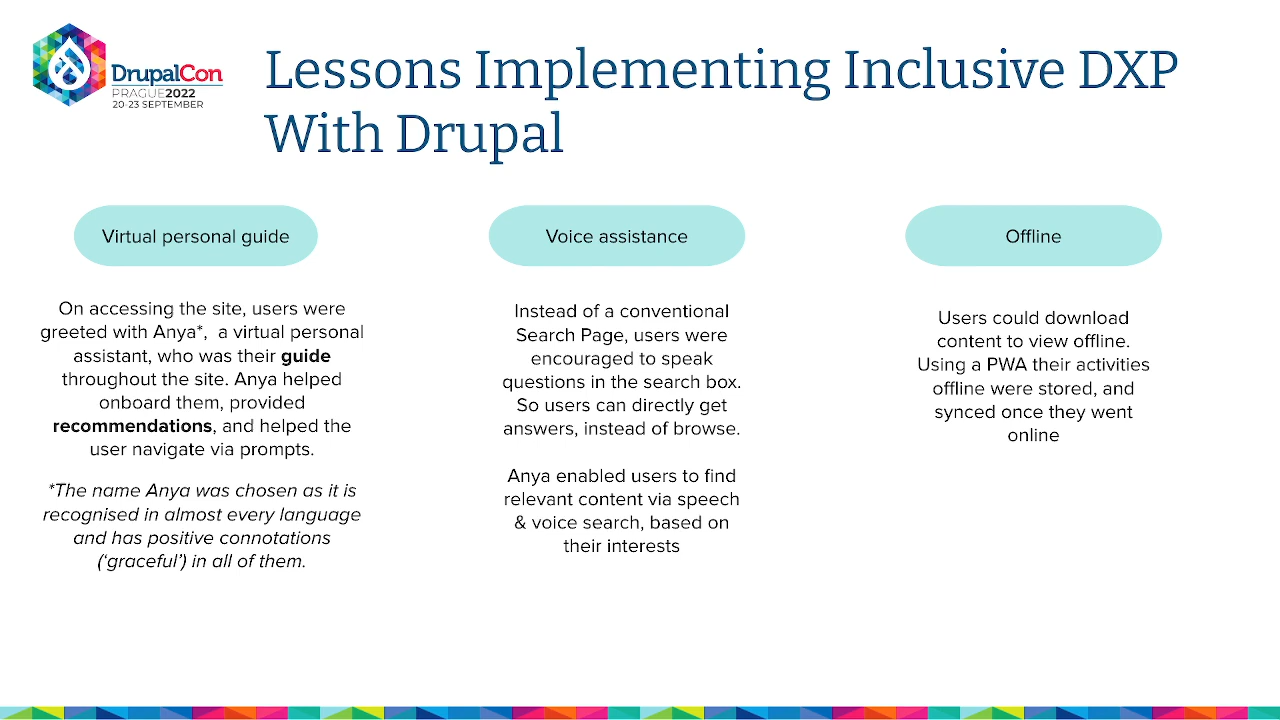 DrupalCon
PRAGUE2022
20-23 SEPTEMBER
Lessons Implementing Inclusive DXP
With Drupal
Virtual personal guide
On accessing the site, users were
greeted with Anya*,  a virtual personal
assistant, who was their guide
throughout the site. Anya helped
onboard them, provided
recommendations, and helped the
user navigate via prompts.
*The name Anya was chosen as it is
recognised in almost every language
and has positive connotations
(‘graceful’) in all of them.
Voice assistance
Instead of a conventional
Search Page, users were
encouraged to speak
questions in the search box.
So users can directly get
answers, instead of browse.
Anya enabled users to find
relevant content via speech
& voice search, based on
their interests
Offline
Users could download
content to view offline.
Using a PWA their activities
offline were stored, and
synced once they went
online